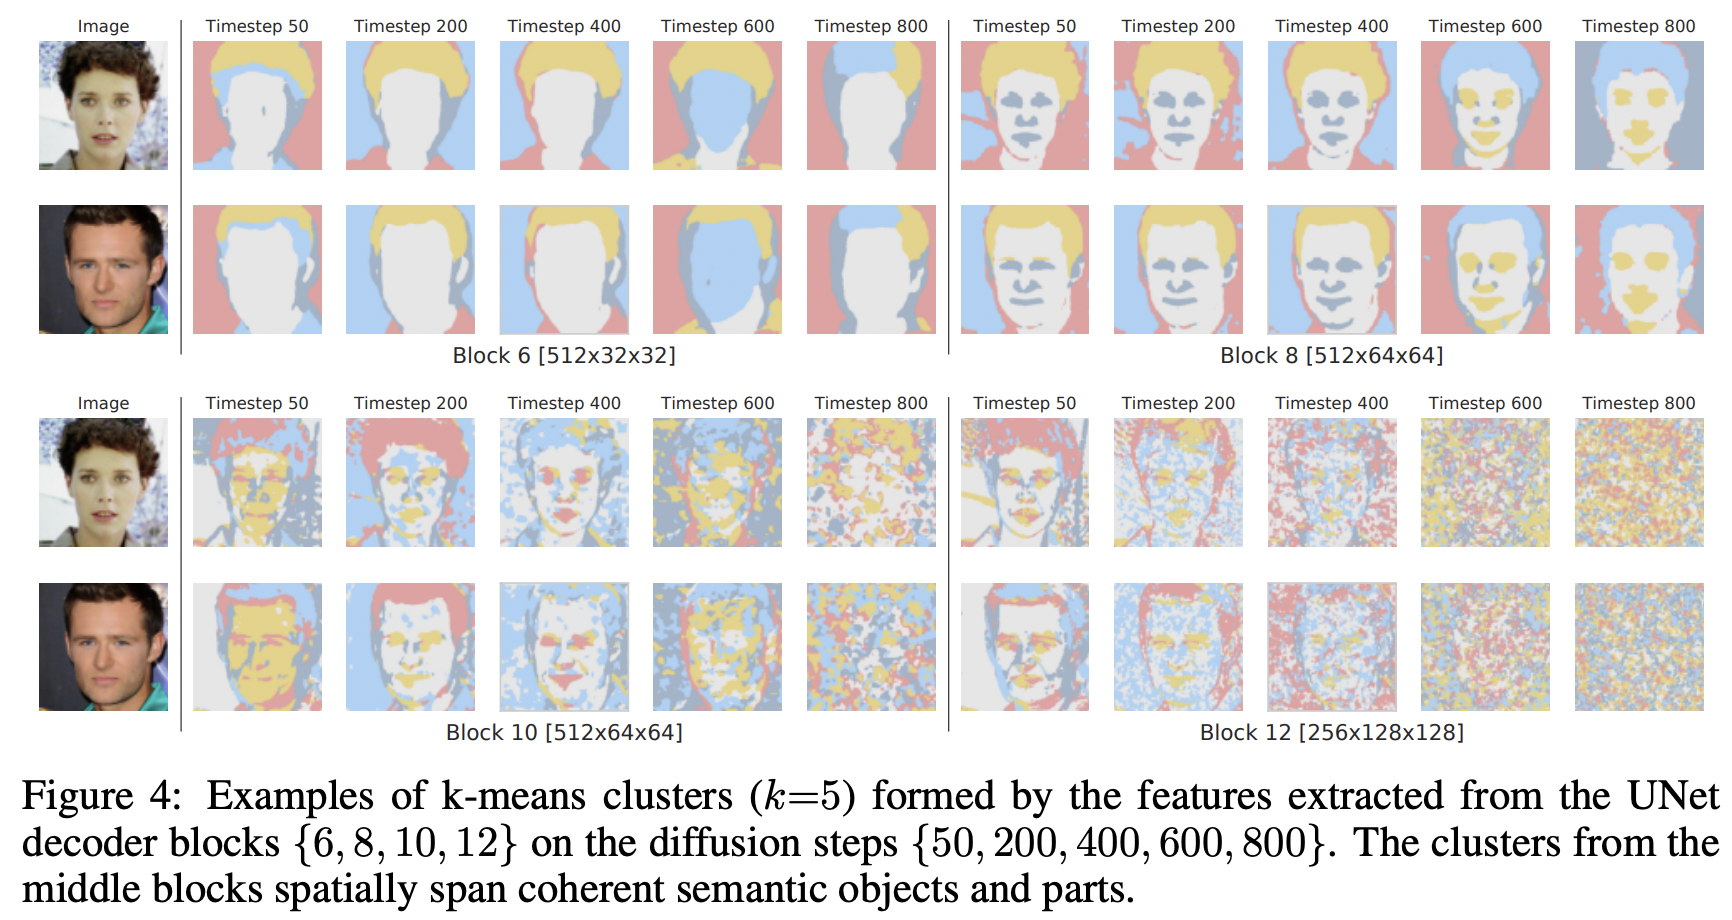 Image Timestep 50 Timestep 200 Timestep 400 Timestep 600 Timestep 800 Timestep 50 Timestep 200 Timestep 400 Timestep 600 Timestep 800
Block 6 [512x32x32] Block 8 [512x64x64]
Image Timestep 50 Timestep 200 Timestep 400 Timestep 600 Timestep 800 Timestep 50 Timestep 200 Timestep 400 Timestep 600 Timestep 800
Block 10 [512x64x64] Block 12 [256x128x128]
Figure 4: Examples of k-means clusters (k=5) formed by the features extracted from the UNet
decoder blocks {6, 8, 10, 12} on the diffusion steps {50, 200, 400, 600, 800}. The clusters from the
middle blocks spatially span coherent semantic objects and parts.